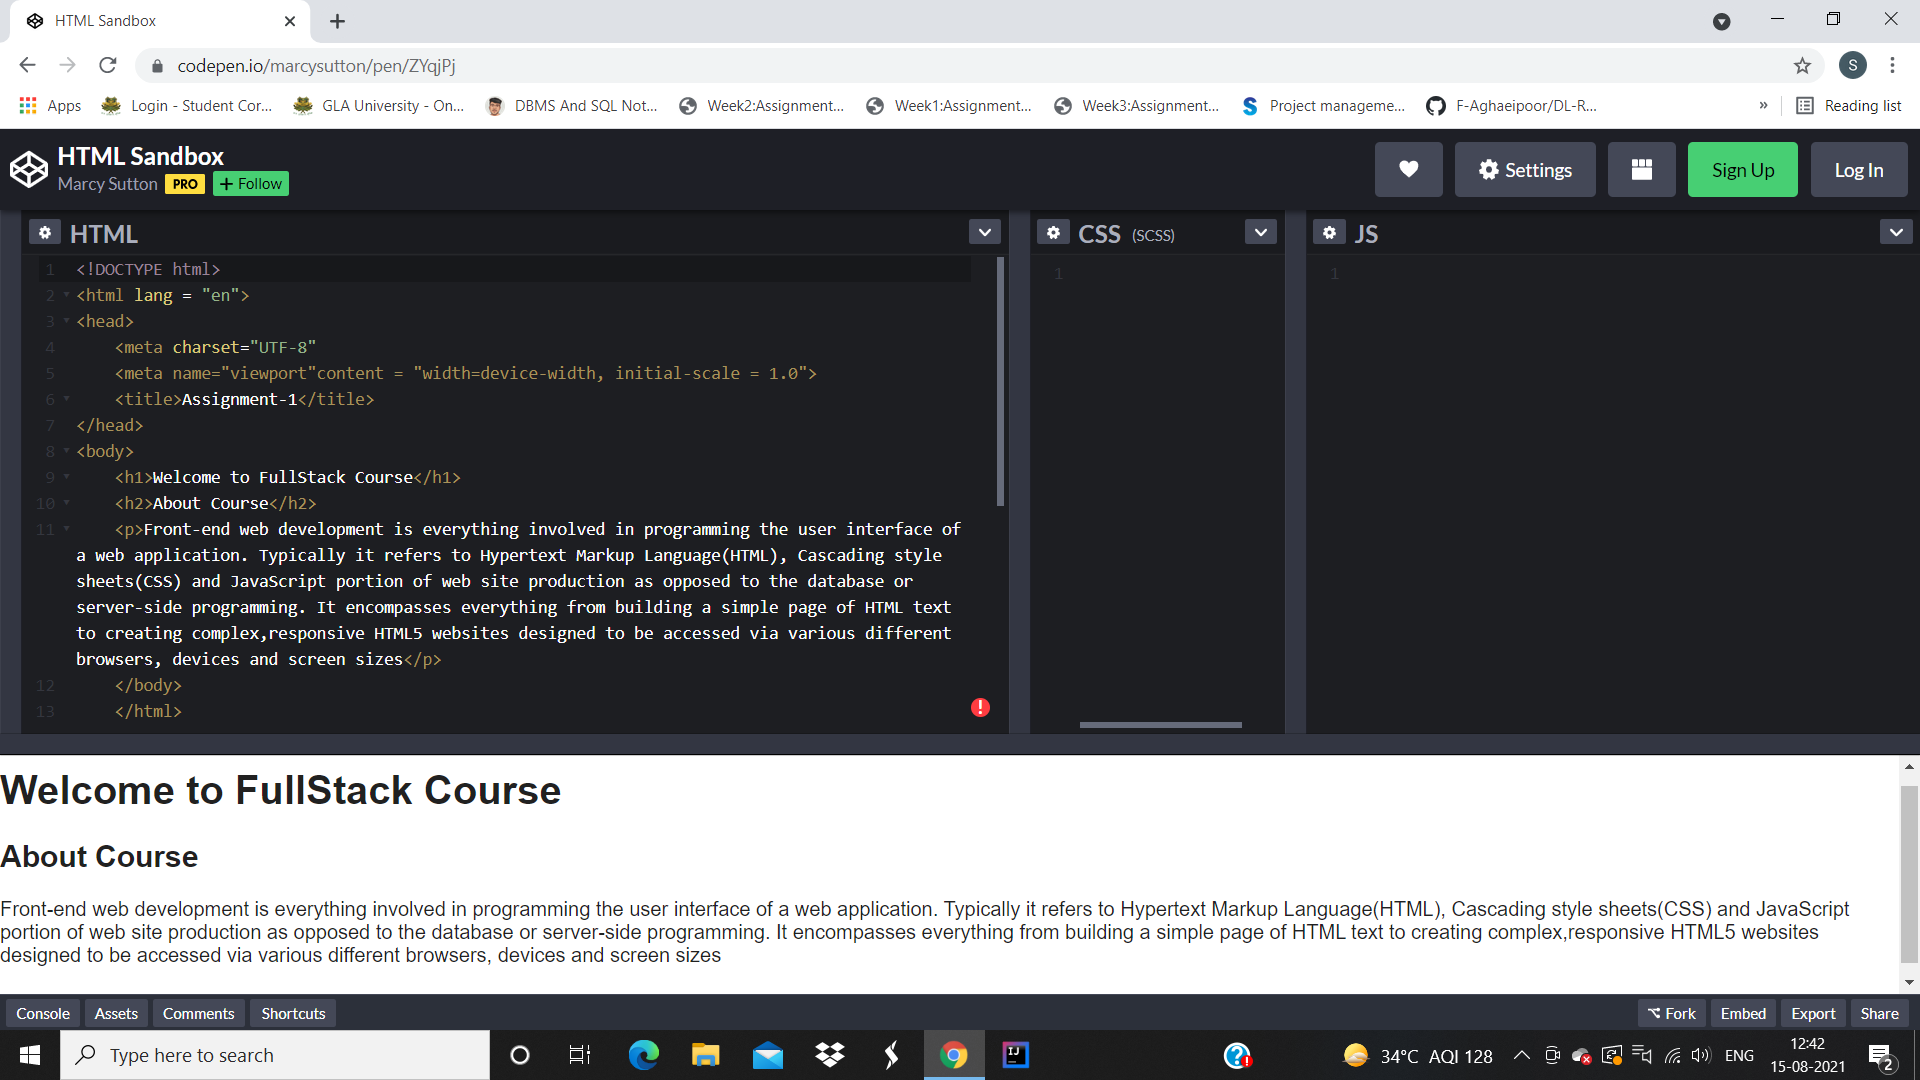 HTML Sandbox
codepen.io/marcysutton/pen/ZYqjPj
S
Apps
Login - Student Cor...
GLA University - On...
DBMS And SQL Not...
Week2:Assignment...
Week1:Assignment...
Week3:Assignment...
Project manageme...
F-Aghaeipoor/DL-R...
»
Reading list
HTML Sandbox
Marcy Sutton PRO + Follow
Settings
Sign Up
Log In
HTML
CSS (SCSS)
JS
1 <!DOCTYPE html>
2 <html lang = "en">
3 <head>
4 <meta charset="UTF-8"
5 <meta name="viewport"content = "width=device-width, initial-scale = 1.0">
6 <title>Assignment-1</title>
7 </head>
8 <body>
9 <h1>Welcome to FullStack Course</h1>
10 <h2>About Course</h2>
11 <p>Front-end web development is everything involved in programming the user interface of
a web application. Typically it refers to Hypertext Markup Language(HTML), Cascading style
sheets(CSS) and JavaScript portion of web site production as opposed to the database or
server-side programming. It encompasses everything from building a simple page of HTML text
to creating complex,responsive HTML5 websites designed to be accessed via various different
browsers, devices and screen sizes</p>
12 </body>
13 </html>
1
1
Welcome to FullStack Course
About Course
Front-end web development is everything involved in programming the user interface of a web application. Typically it refers to Hypertext Markup Language(HTML), Cascading style sheets(CSS) and JavaScript
portion of web site production as opposed to the database or server-side programming. It encompasses everything from building a simple page of HTML text to creating complex,responsive HTML5 websites
designed to be accessed via various different browsers, devices and screen sizes
Console
Assets
Comments
Shortcuts
Fork
Embed
Export
Share
Type here to search
34°C AQI 128
ENG
12:42
15-08-2021
2